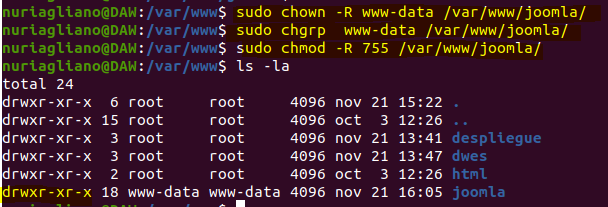 nuriagliano@DAW:/var/www$ sudo chown -R www-data /var/www/joomla/
nuriagliano@DAW:/var/www$ sudo chgrp  www-data /var/www/joomla/
nuriagliano@DAW:/var/www$ sudo chmod -R 755 /var/www/joomla/
nuriagliano@DAW:/var/www$ ls -la
total 24
drwxr-xr-x  6 root     root     4096 nov 21 15:22 .
drwxr-xr-x 15 root     root     4096 oct  3 12:26 ..
drwxr-xr-x  3 root     root     4096 nov 21 13:41 despliegue
drwxr-xr-x  3 root     root     4096 nov 21 13:47 dwes
drwxr-xr-x  2 root     root     4096 oct  3 12:26 html
drwxr-xr-x 18 www-data www-data 4096 nov 21 16:05 joomla
nuriagliano@DAW:/var/www$